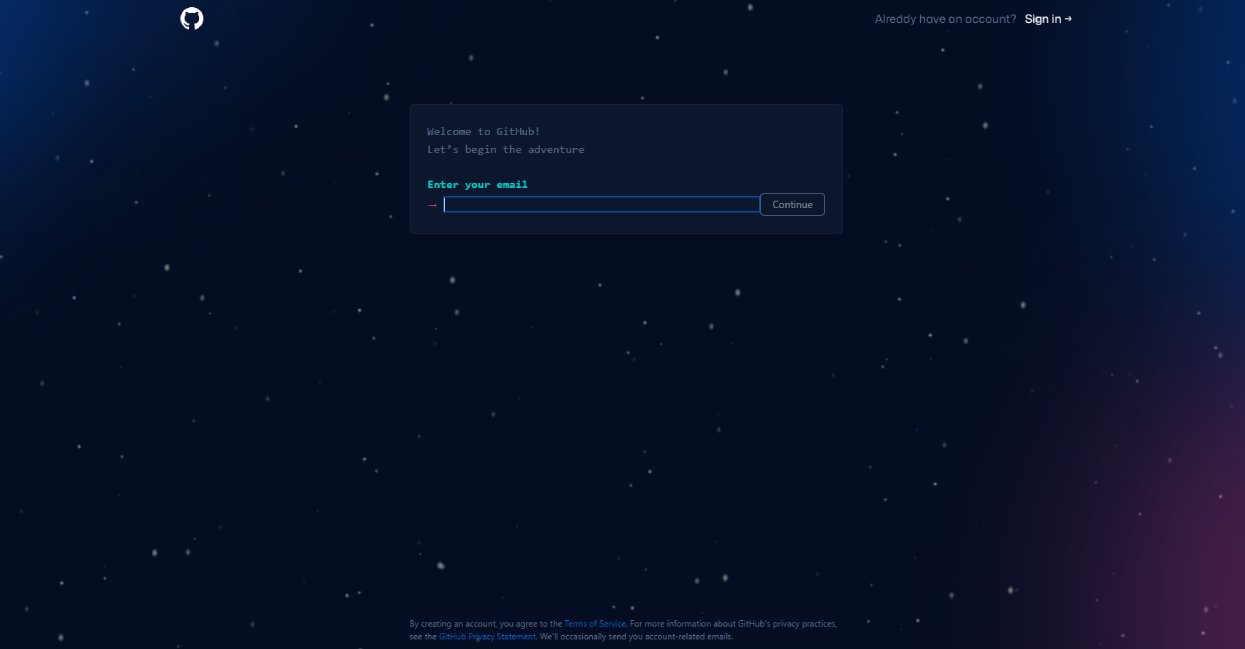 Already have an account? Sign in →
Welcome to GitHub!
Let’s begin the adventure
Enter your email
→
Continue
By creating an account, you agree to the Terms of Service. For more information about GitHub's privacy practices,
see the GitHub Privacy Statement. We'll occasionally send you account-related emails.